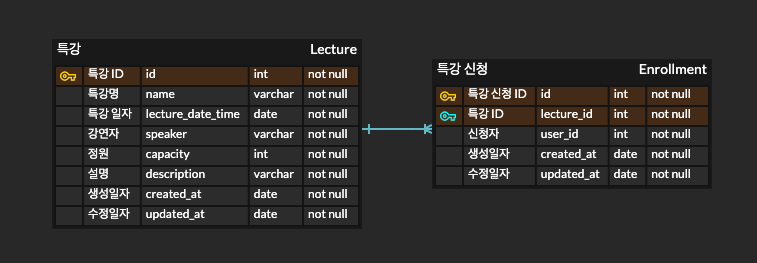 특강 Lecture
특강 ID id int not null
특강명 name varchar not null
특강 일자 lecture_date_time date not null
강연자 speaker varchar not null
정원 capacity int not null
설명 description varchar not null
생성일자 created_at date not null
수정일자 updated_at date not null
특강 신청 Enrollment
특강 신청 ID id int not null
특강 ID lecture_id int not null
신청자 user_id int not null
생성일자 created_at date not null
수정일자 updated_at date not null